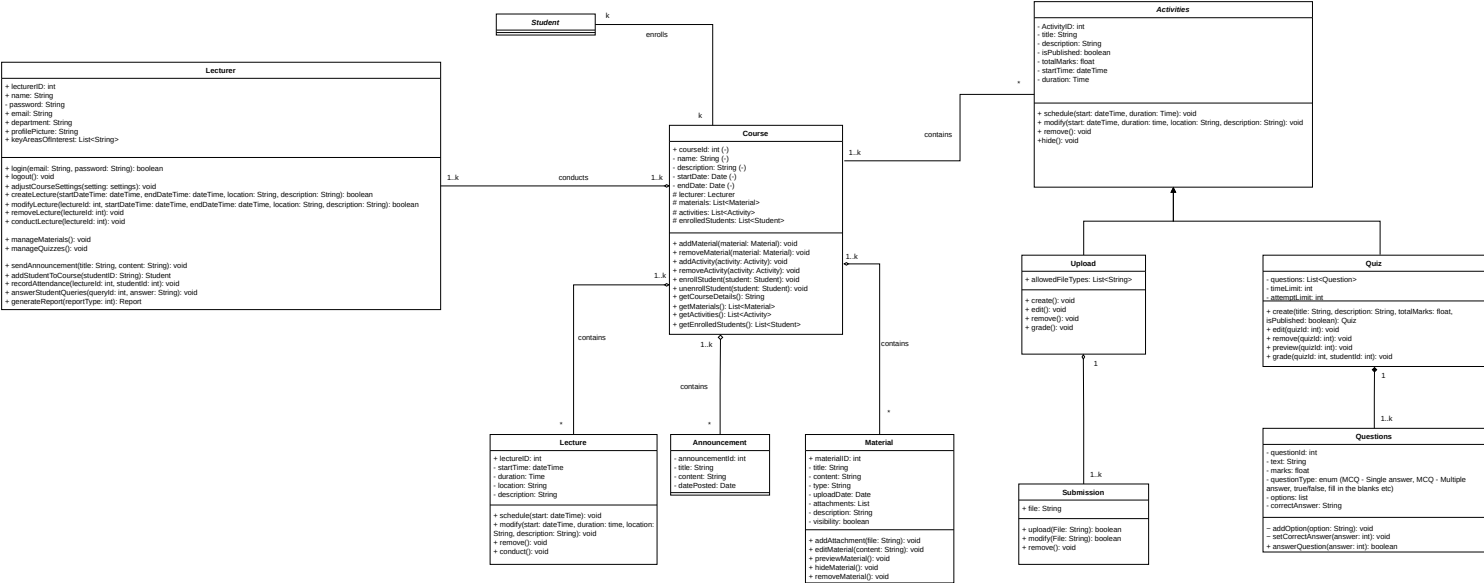 Student
k
enrolls
k
Lecturer
+ lecturerID: int
+ name: String
- password: String
+ email: String
+ department: String
+ profilePicture: String
+ keyAreasOfInterest: List<String>
+ login(email: String, password: String): boolean
+ logout(): void
+ adjustCourseSettings(setting: settings): void
+ createLecture(startDateTime: dateTime, endDateTime: dateTime, location: String, description: String): boolean
+ modifyLecture(lectureId: int, startDateTime: dateTime, endDateTime: dateTime, location: String, description: String): boolean
+ removeLecture(lectureId: int): void
+ conductLecture(lectureId: int): void
+ manageMaterials(): void
+ manageQuizzes(): void
+ sendAnnouncement(title: String, content: String): void
+ addStudentToCourse(studentID: String): Student
+ recordAttendance(lectureId: int, studentId: int): void
+ answerStudentQueries(queryId: int, answer: String): void
+ generateReport(reportType: int): Report
1..k
conducts
1..k
Course
+ courseId: int (-)
- name: String (-)
- description: String (-)
- startDate: Date (-)
- endDate: Date (-)
# lecturer: Lecturer
# materials: List<Material>
# activities: List<Activity>
# enrolledStudents: List<Student>
+ addMaterial(material: Material): void
+ removeMaterial(material: Material): void
+ addActivity(activity: Activity): void
+ removeActivity(activity: Activity): void
+ enrollStudent(student: Student): void
+ unenrollStudent(student: Student): void
+ getCourseDetails(): String
+ getMaterials(): List<Material>
+ getActivities(): List<Activity>
+ getEnrolledStudents(): List<Student>
1..k
contains
*
Activities
- ActivityID: int
- title: String
- description: String
- isPublished: boolean
- totalMarks: float
- startTime: dateTime
- duration: Time
+ schedule(start: dateTime, duration: Time): void
+ modify(start: dateTime, duration: time, location: String, description: String): void
+ remove(): void
+hide(): void
1..k
contains
*
1..k
contains
*
1..k
contains
*
Lecture
+ lectureID: int
- startTime: dateTime
- duration: Time
- location: String
- description: String
+ schedule(start: dateTime): void
+ modify(start: dateTime, duration: time, location:
String, description: String): void
+ remove(): void
+ conduct(): void
Announcement
- announcementId: int
- title: String
- content: String
- datePosted: Date
Material
+ materialID: int
- title: String
- content: String
- type: String
- uploadDate: Date
- attachments: List
- description: String
- visibility: boolean
+ addAttachment(file: String): void
+ editMaterial(content: String): void
+ previewMaterial(): void
+ hideMaterial(): void
+ removeMaterial(): void
Upload
+ allowedFileTypes: List<String>
+ create(): void
+ edit(): void
+ remove(): void
+ grade(): void
1
1..k
Submission
+ file: String
+ upload(File: String): boolean
+ modify(File: String): boolean
+ remove(): void
Quiz
- questions: List<Question>
- timeLimit: int
- attemptLimit: int
+ create(title: String, description: String, totalMarks: float,
isPublished: boolean): Quiz
+ edit(quizId: int): void
+ remove(quizId: int): void
+ preview(quizId: int): void
+ grade(quizId: int, studentId: int): void
1
1..k
Questions
- questionId: int
- text: String
- marks: float
- questionType: enum (MCQ - Single answer, MCQ - Multiple
answer, true/false, fill in the blanks etc)
- options: list
- correctAnswer: String
~ addOption(option: String): void
~ setCorrectAnswer(answer: int): void
+ answerQuestion(answer: int): boolean